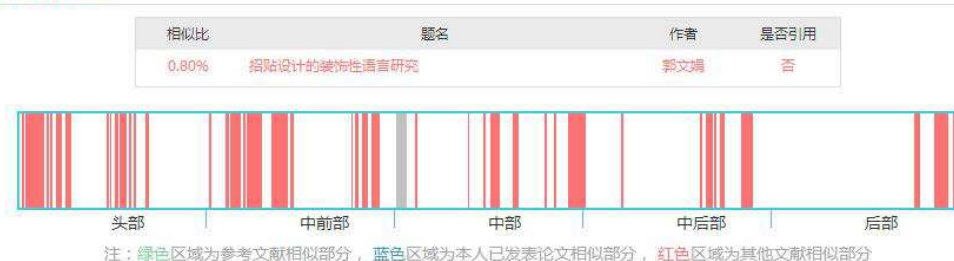 相似比 题名 作者 是否引用
0.80% 招贴设计的装饰性语言研究 郭文娟 否
头部 中前部 中部 中后部 后部
注：绿色区域为参考文献相似部分，蓝色区域为本人已发表论文相似部分，红色区域为其他文献相似部分